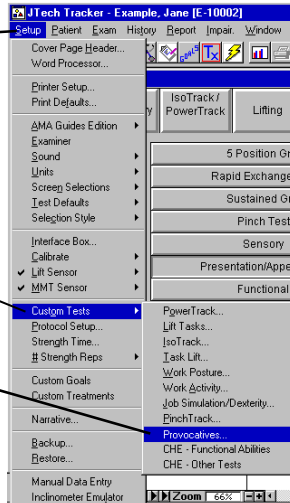 JTech Tracker - Example, Jane [E-10002]
Setup Patient Exam History Report Impair. Window
Cover Page Header...
Word Processor...
GOALS Tx
Printer Setup...
Print Defaults...
IsoTrack / PowerTrack
Lifting
AMA Guides Edition
Examiner
Sound
Units
Screen Selections
Test Defaults
Selection Style
5 Position Gr
Rapid Exchange
Sustained Gr
Pinch Test
Interface Box...
Calibrate
Lift Sensor
MMT Sensor
Sensory
Presentation/Appe
Functional
Custom Tests
Protocol Setup...
Strength Time...
# Strength Reps
Custom Goals
Custom Treatments
Narrative...
Backup...
Restore...
Manual Data Entry
Inclinometer Emulator
PowerTrack...
Lift Tasks...
IsoTrack...
Task Lift...
Work Posture...
Work Activity...
Job Simulation/Dexterity...
PinchTrack...
Provocatives...
CHE - Functional Abilities
CHE - Other Tests
Zoom 66%